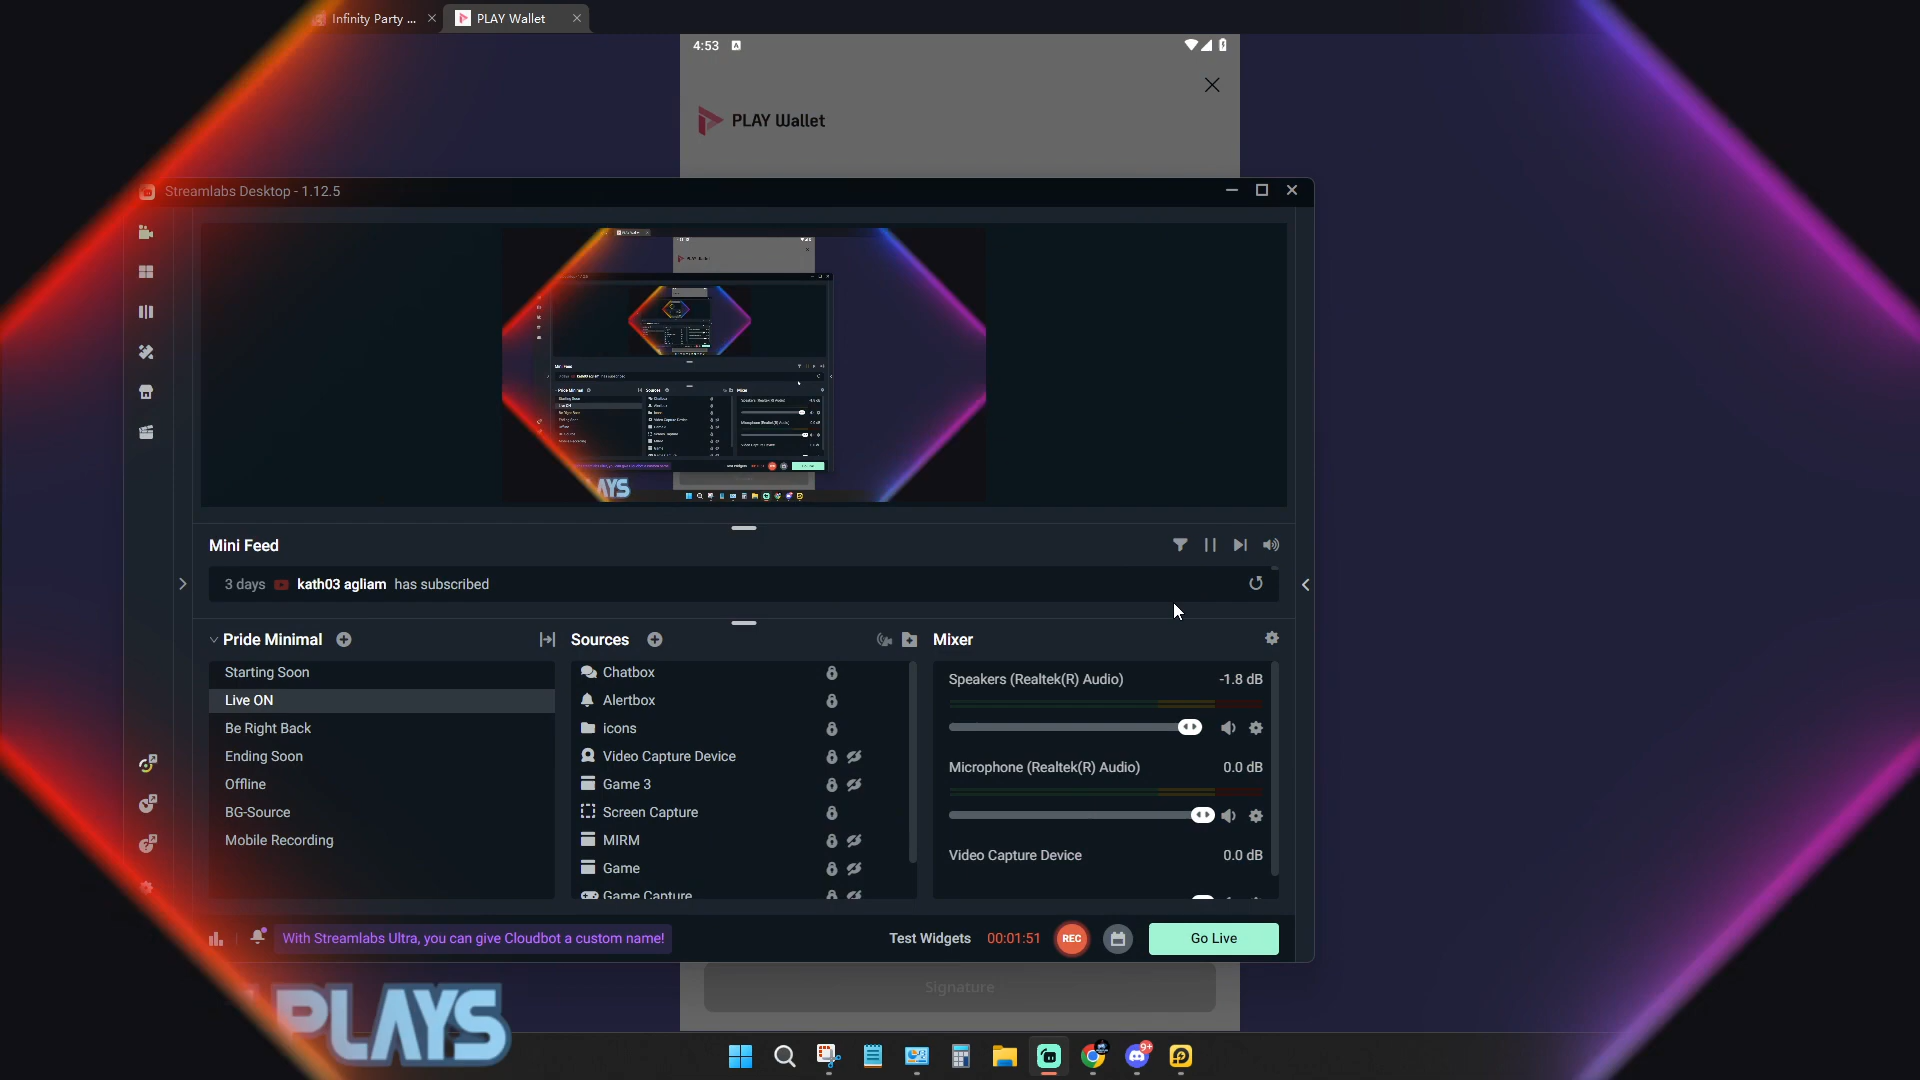 Infinity Party ...
PLAY Wallet
4:53
PLAY Wallet
Streamlabs Desktop - 1.12.5
Mini Feed
3 days kath03 agliam has subscribed
Pride Minimal
Sources
Mixer
Starting Soon
Live ON
Be Right Back
Ending Soon
Offline
BG-Source
Mobile Recording
Chatbox
Alertbox
icons
Video Capture Device
Game 3
Screen Capture
MIRM
Game
Game Capture
Speakers (Realtek(R) Audio) -1.8 dB
Microphone (Realtek(R) Audio) 0.0 dB
Video Capture Device 0.0 dB
With Streamlabs Ultra, you can give Cloudbot a custom name!
Test Widgets 00:01:51 REC Go Live
Signature
PLAYS
9+